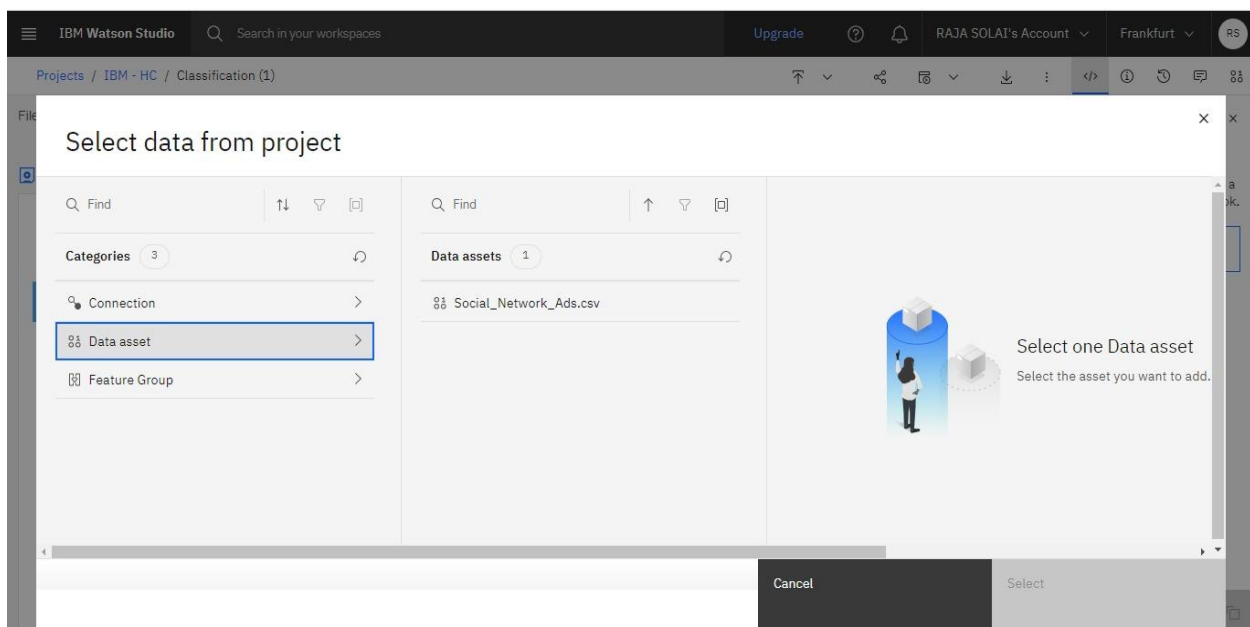 IBM Watson Studio
Search in your workspaces
Upgrade
RAJA SOLAI's Account
Frankfurt
RS
Projects / IBM - HC / Classification (1)
File
Select data from project
a
ok.
Find
Find
Categories 3
Data assets 1
Connection
Social_Network_Ads.csv
Data asset
Feature Group
Select one Data asset
Select the asset you want to add.
Cancel
Select